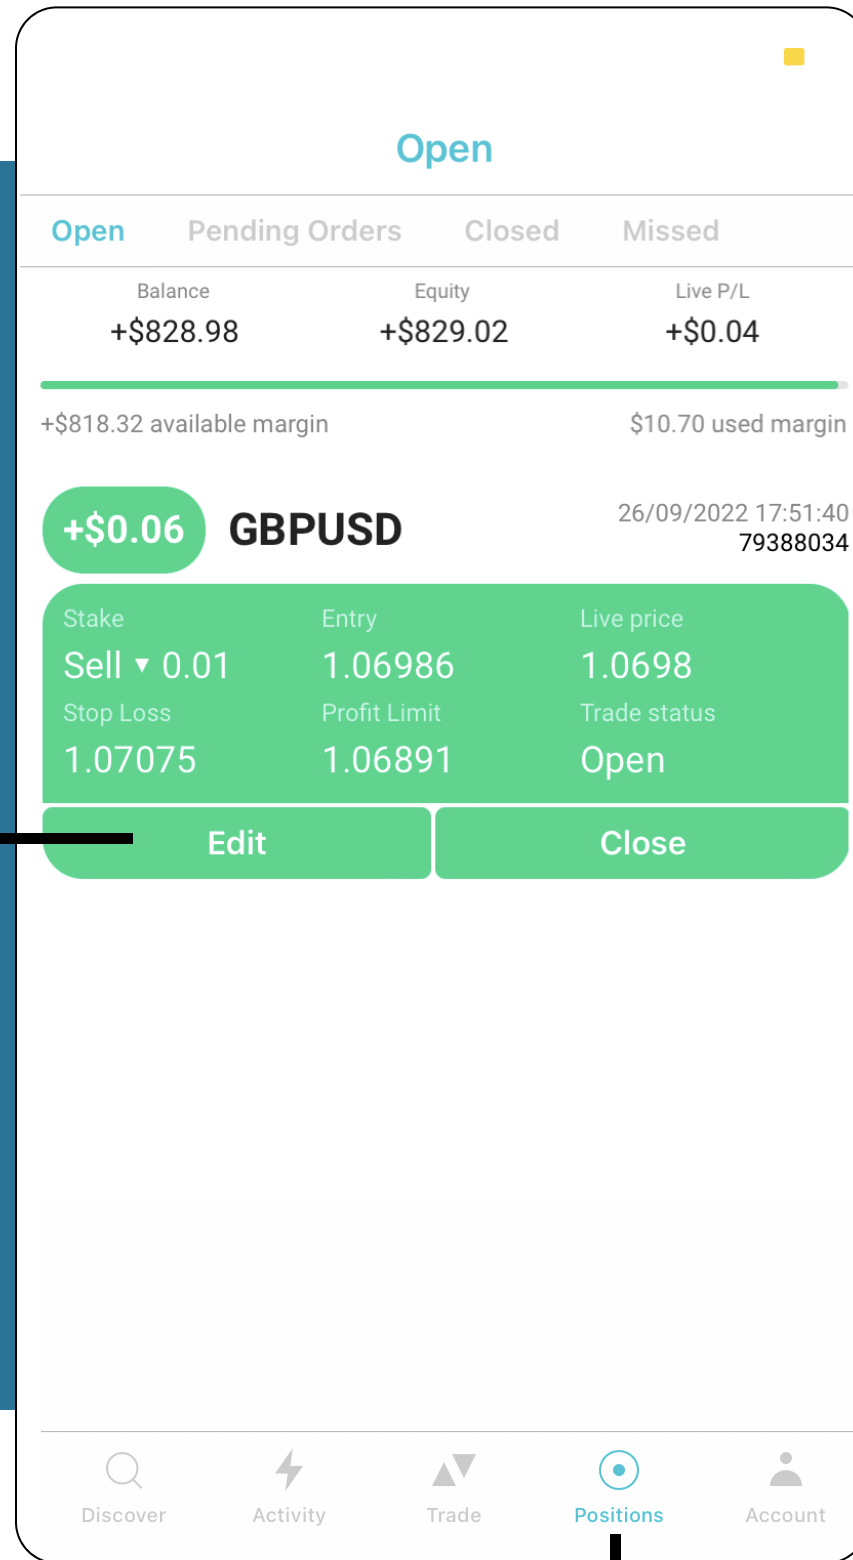 Open
Open Pending Orders Closed Missed
Balance Equity Live P/L
+$828.98 +$829.02 +$0.04
+$818.32 available margin $10.70 used margin
+$0.06 GBPUSD 26/09/2022 17:51:40
79388034
Stake Entry Live price
Sell ▼ 0.01 1.06986 1.0698
Stop Loss Profit Limit Trade status
1.07075 1.06891 Open
Edit Close
Discover Activity Trade Positions Account